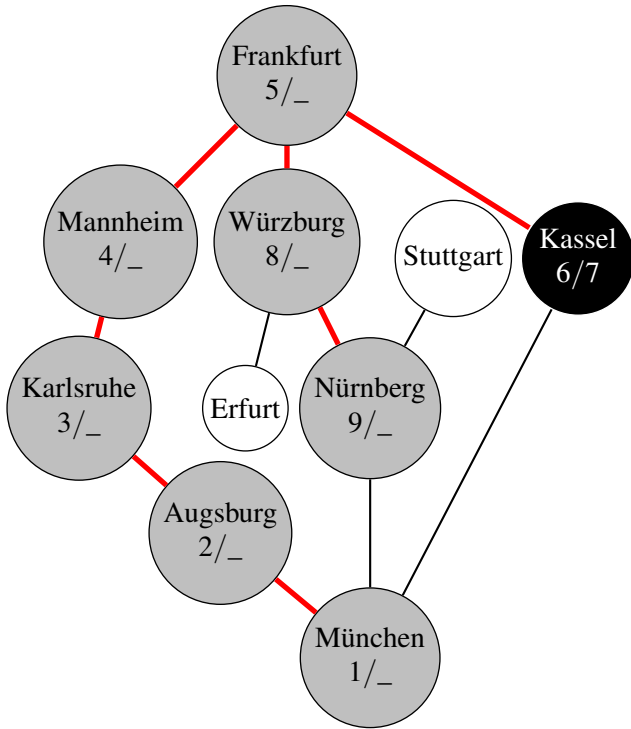 Frankfurt
5/_
Mannheim
4/_
Würzburg
8/_
Stuttgart
Kassel
6/7
Karlsruhe
3/_
Erfurt
Nürnberg
9/_
Augsburg
2/_
München
1/_